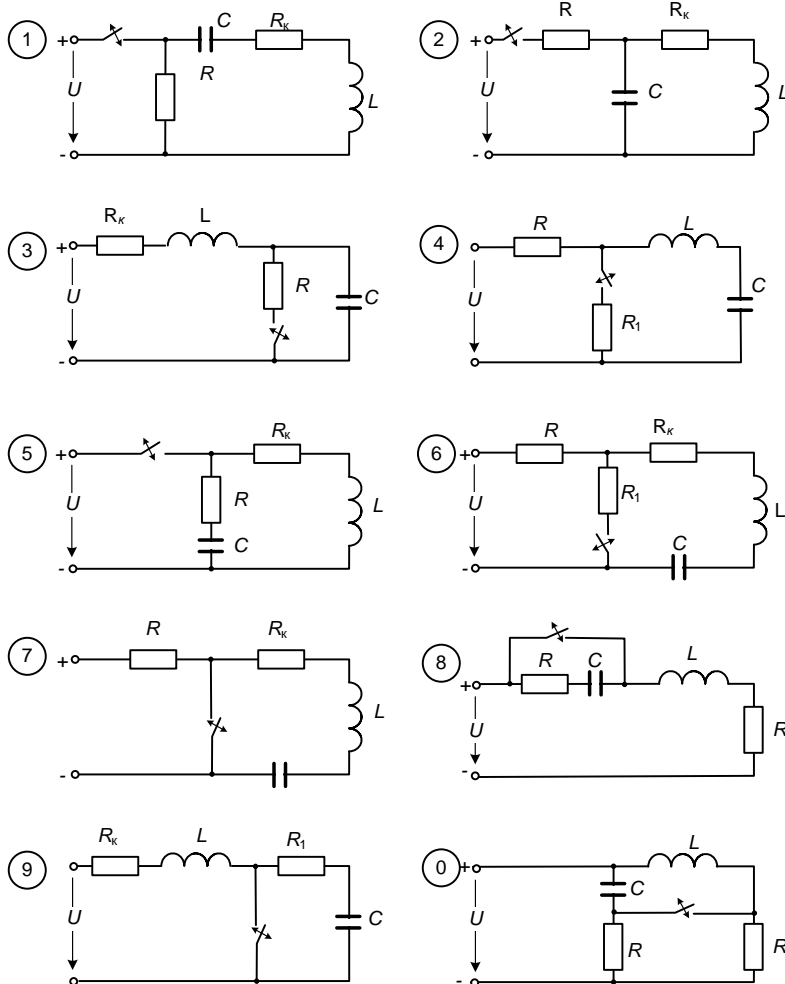 1 + U - C Rк R L
2 + U - R Rк C L
3 + U - Rк L R C
4 + U - R L R1 C
5 + U - Rк R C L
6 + U - R Rк R1 L C
7 + - R Rк L
8 + U - R C L R
9 + U Rк L R1 C
0 + U - L C R R